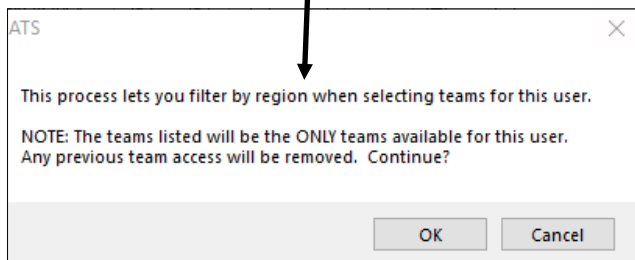 ATS
This process lets you filter by region when selecting teams for this user.
NOTE: The teams listed will be the ONLY teams available for this user.
Any previous team access will be removed.  Continue?
OK
Cancel